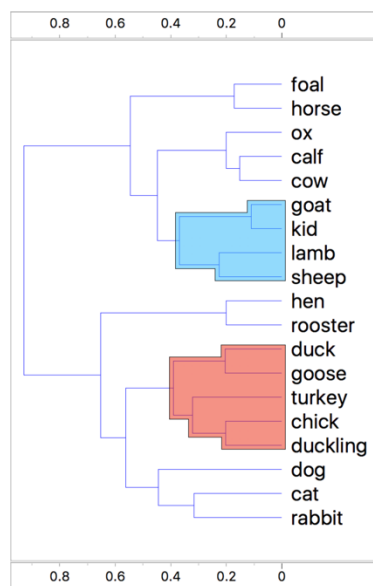 0.8 0.6 0.4 0.2 0
foal
horse
ox
calf
cow
goat
kid
lamb
sheep
hen
rooster
duck
goose
turkey
chick
duckling
dog
cat
rabbit
0.8 0.6 0.4 0.2 0